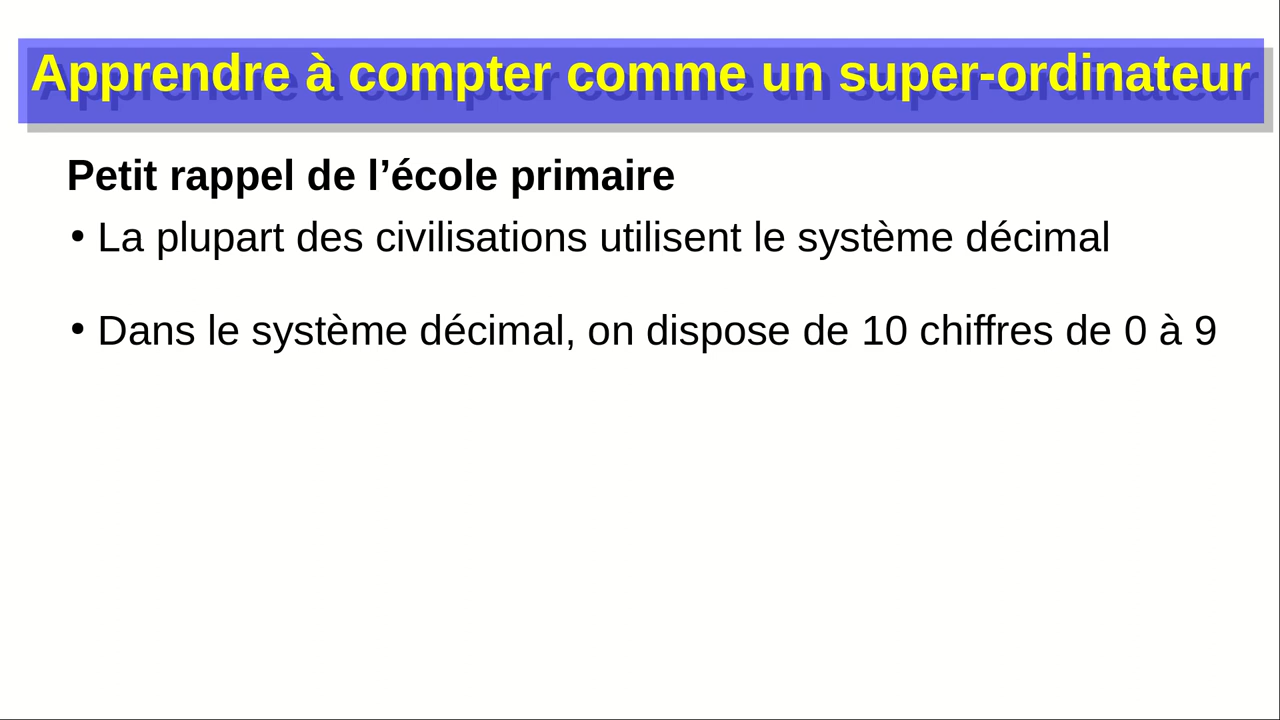 Apprendre à compter comme un super-ordinateur
Petit rappel de l’école primaire
• La plupart des civilisations utilisent le système décimal
• Dans le système décimal, on dispose de 10 chiffres de 0 à 9